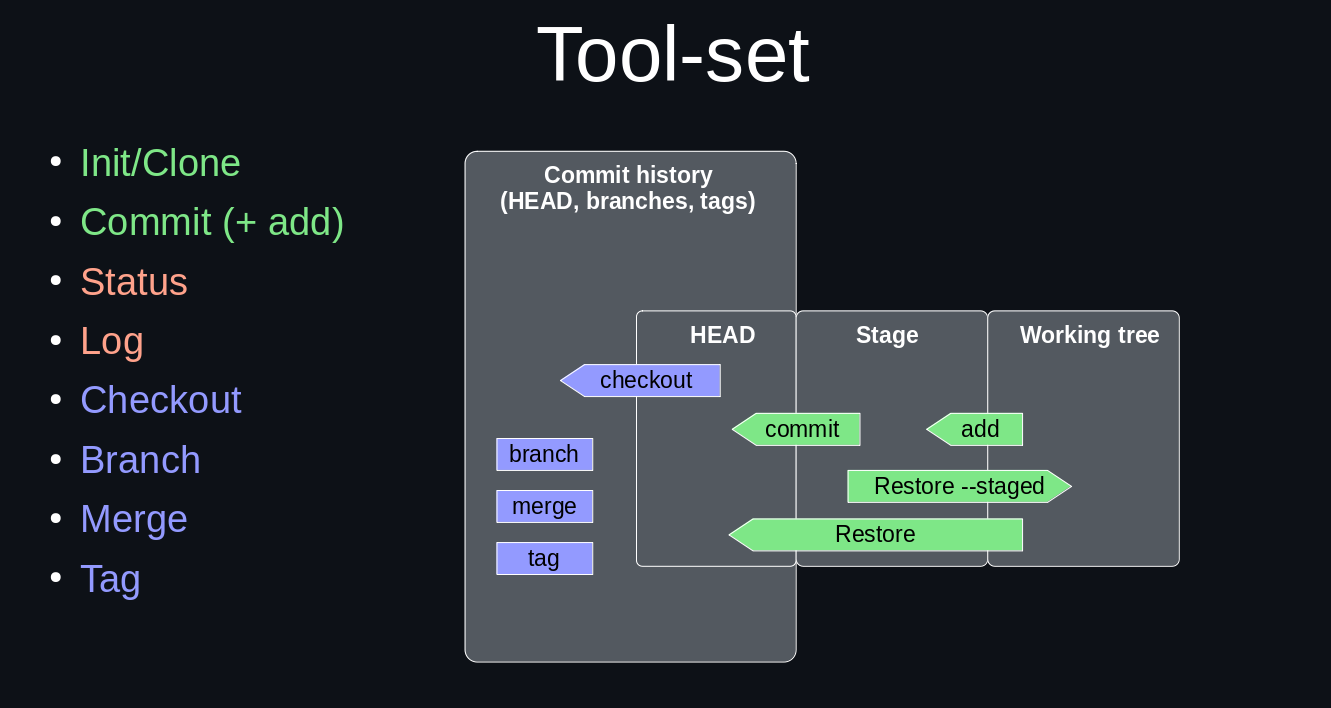 Tool-set
Init/Clone
Commit (+ add)
Status
Log
Checkout
Branch
Merge
Tag
Commit history
(HEAD, branches, tags)
HEAD
Stage
Working tree
checkout
commit
add
branch
Restore --staged
merge
Restore
tag